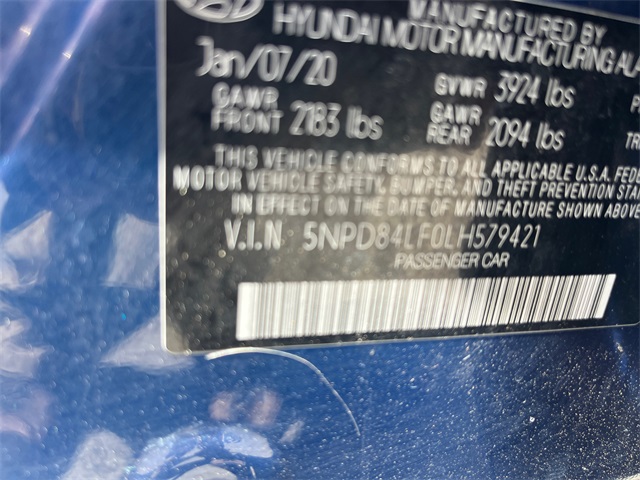 MANUFACTURED BY
HYUNDAI MOTOR MANUFACTURING ALA
Jan/07/20 GVWR 3924 lbs
GAWR FRONT 2183 lbs GAWR REAR 2094 lbs
THIS VEHICLE CONFORMS TO ALL APPLICABLE U.S.A. FEDE
MOTOR VEHICLE SAFETY, BUMPER, AND THEFT PREVENTION STA
IN EFFECT ON THE DATE OF MANUFACTURE SHOWN ABOVE
V.I.N 5NPD84LF0LH579421
PASSENGER CAR